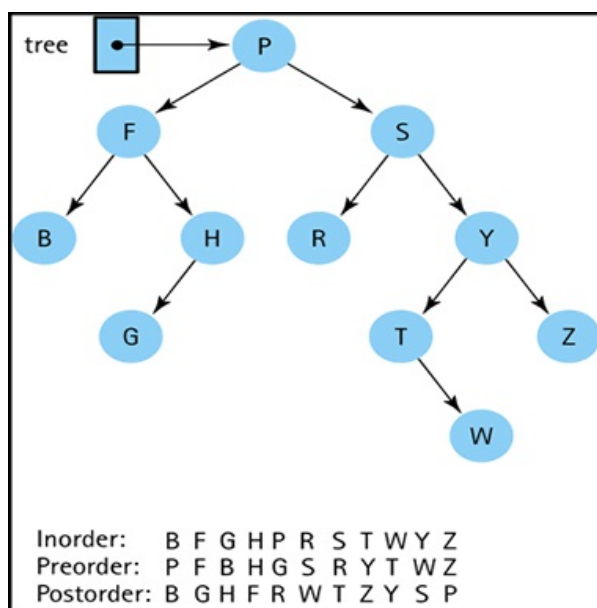 tree
P
F
S
B
H
R
Y
G
T
Z
W
Inorder: B F G H P R S T W Y Z
Preorder: P F B H G S R Y T W Z
Postorder: B G H F R W T Z Y S P